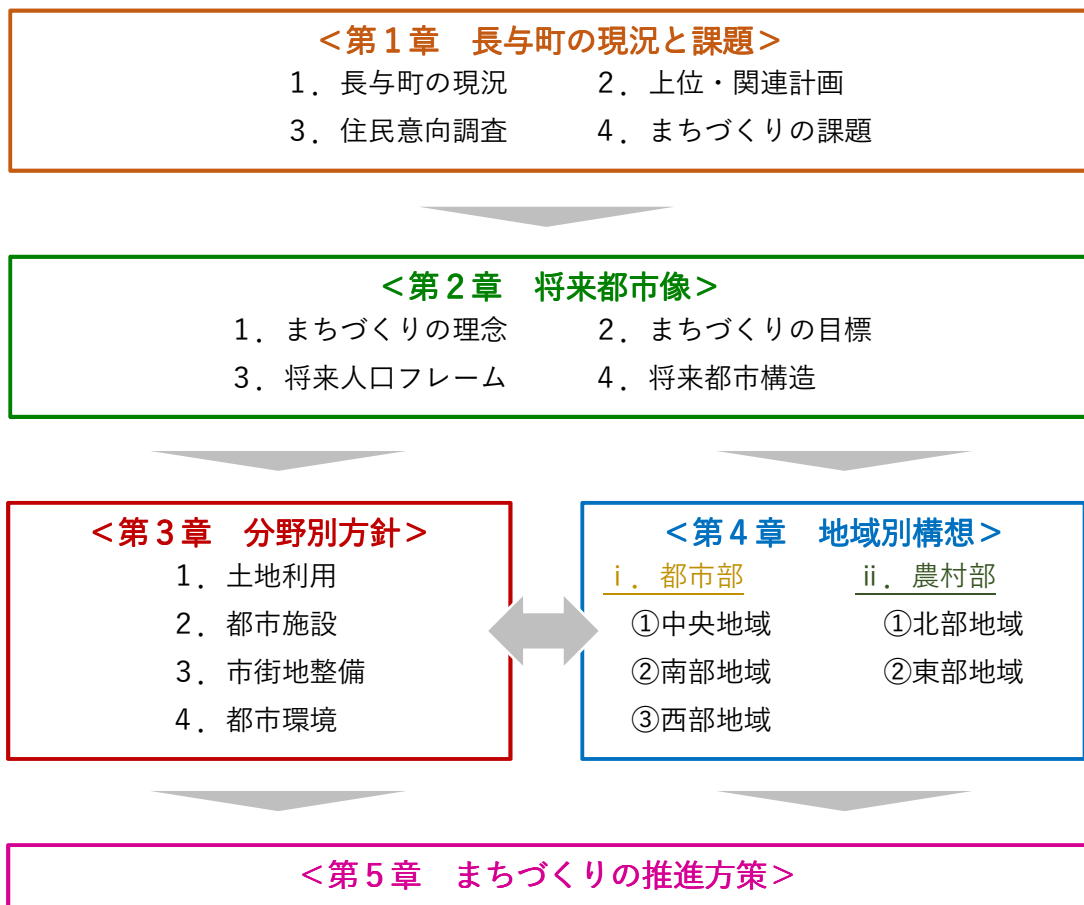 ＜第１章　長与町の現況と課題＞
１．長与町の現況　２．上位・関連計画
３．住民意向調査　４．まちづくりの課題
＜第２章　将来都市像＞
１．まちづくりの理念　２．まちづくりの目標
３．将来人口フレーム　４．将来都市構造
＜第３章　分野別方針＞
１．土地利用
２．都市施設
３．市街地整備
４．都市環境
＜第４章　地域別構想＞
ⅰ．都市部　ⅱ．農村部
①中央地域　①北部地域
②南部地域　②東部地域
③西部地域
＜第５章　まちづくりの推進方策＞